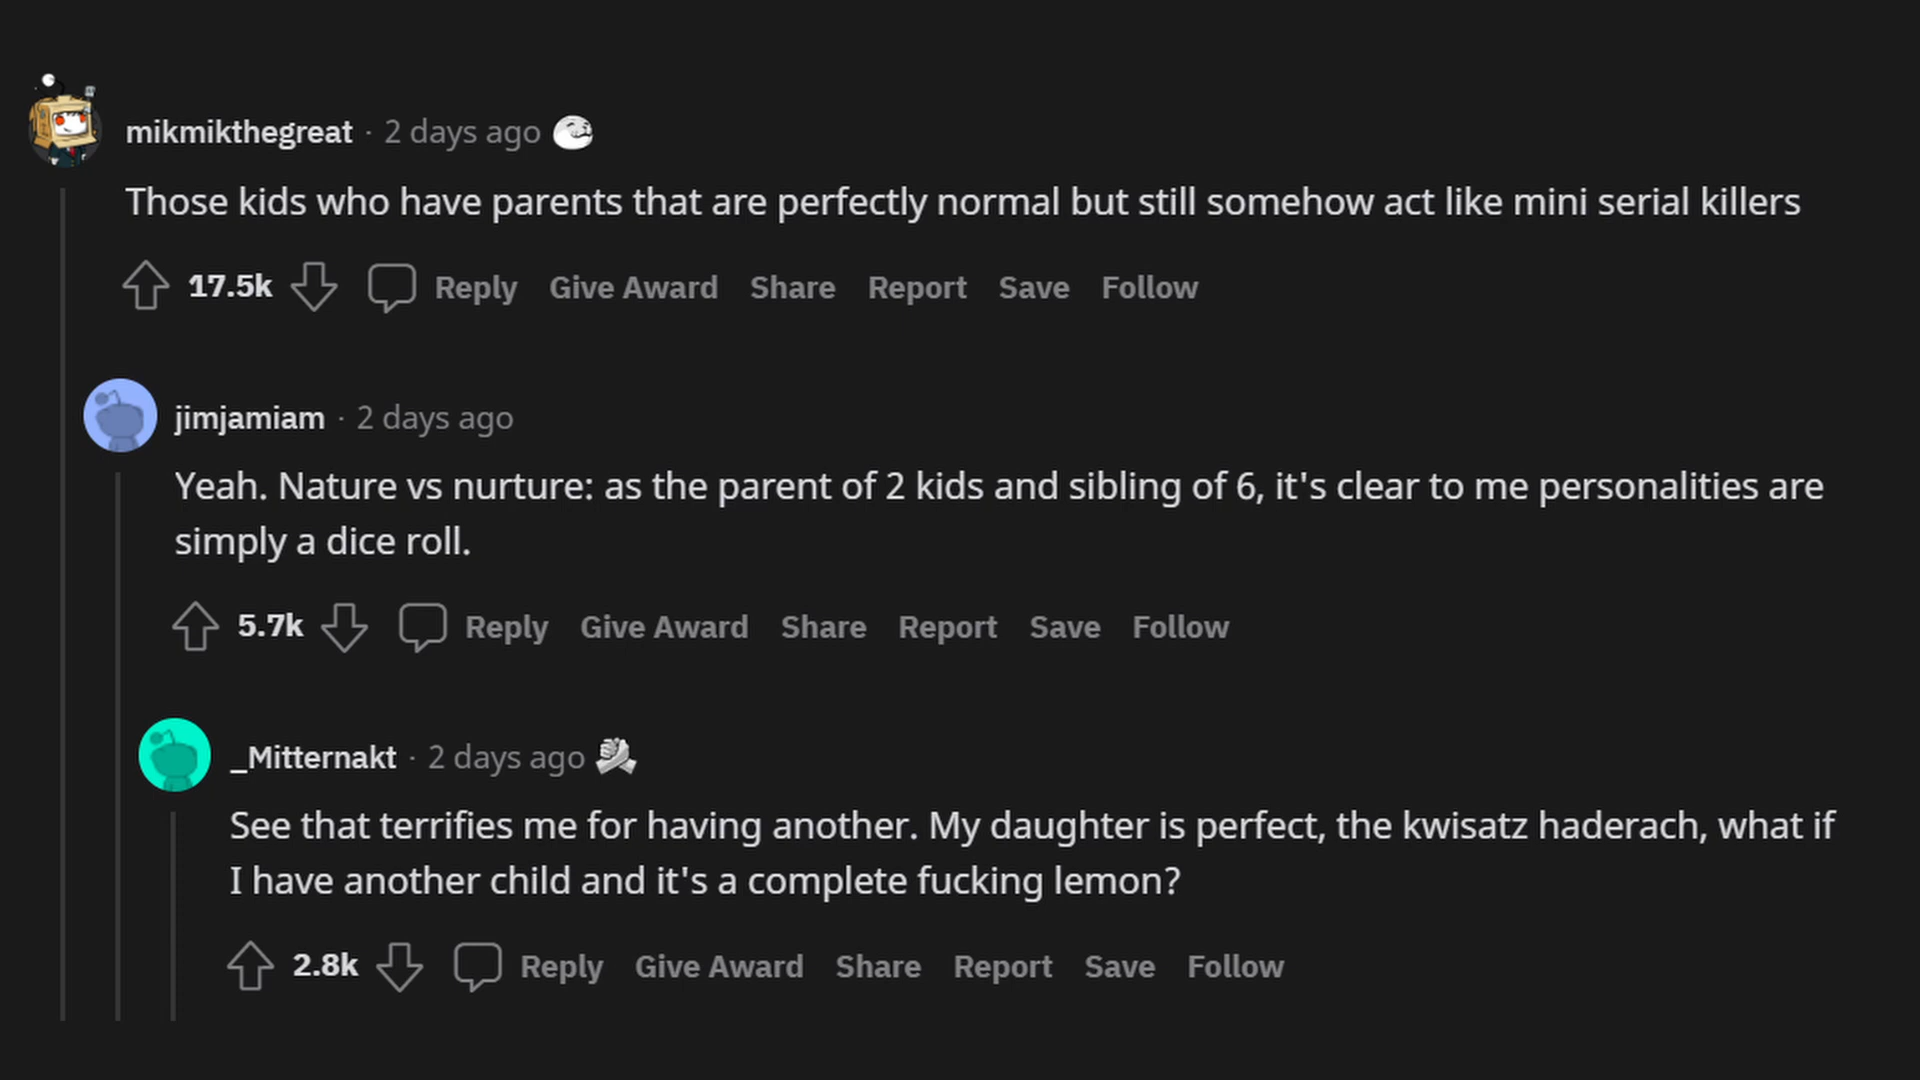 mikmikthegreat · 2 days ago
Those kids who have parents that are perfectly normal but still somehow act like mini serial killers
17.5k Reply Give Award Share Report Save Follow
jimjamiam · 2 days ago
Yeah. Nature vs nurture: as the parent of 2 kids and sibling of 6, it's clear to me personalities are
simply a dice roll.
5.7k Reply Give Award Share Report Save Follow
_Mitternakt · 2 days ago
See that terrifies me for having another. My daughter is perfect, the kwisatz haderach, what if
I have another child and it's a complete fucking lemon?
2.8k Reply Give Award Share Report Save Follow